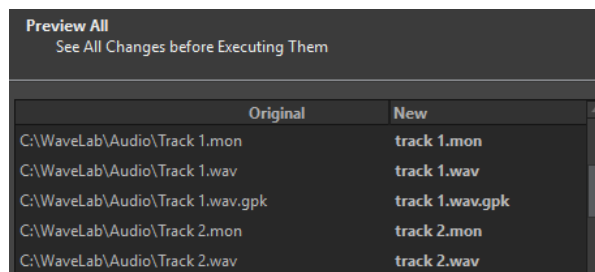 Preview All
See All Changes before Executing Them
Original New
C:\WaveLab\Audio\Track 1.mon track 1.mon
C:\WaveLab\Audio\Track 1.wav track 1.wav
C:\WaveLab\Audio\Track 1.wav.gpk track 1.wav.gpk
C:\WaveLab\Audio\Track 2.mon track 2.mon
C:\WaveLab\Audio\Track 2.wav track 2.wav